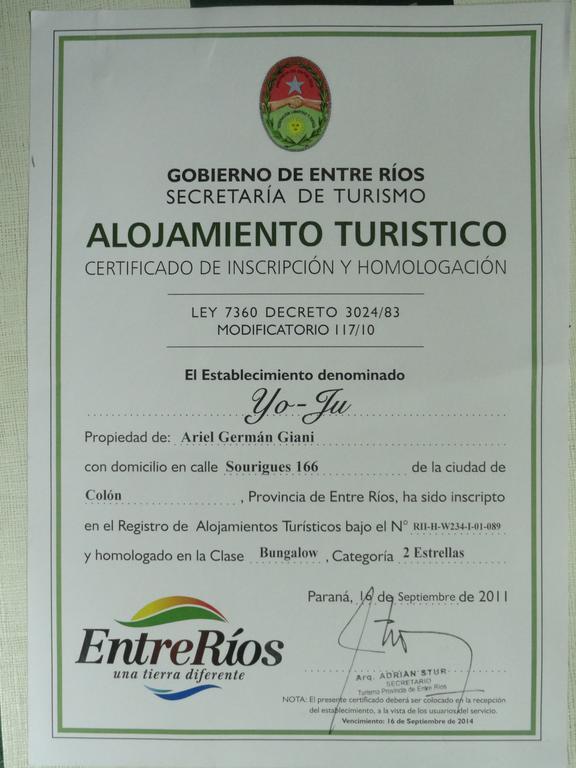 GOBIERNO DE ENTRE RÍOS
SECRETARÍA DE TURISMO
ALOJAMIENTO TURISTICO
CERTIFICADO DE INSCRIPCIÓN Y HOMOLOGACIÓN
LEY 7360 DECRETO 3024/83
MODIFICATORIO 117/10
El Establecimiento denominado
Yo-Ju
Propiedad de: Ariel Germán Giani
con domicilio en calle Sourigues 166 de la ciudad de
Colón, Provincia de Entre Ríos, ha sido inscripto
en el Registro de Alojamientos Turísticos bajo el N° RII-H-W234-I-01-089
y homologado en la Clase Bungalow, Categoría 2 Estrellas
Paraná, 16 de Septiembre de 2011
EntreRíos
una tierra diferente
Arq. ADRIAN STUR
SECRETARIO
Turismo Provincia de Entre Ríos
NOTA: El presente certificado deberá ser colocado en la recepción
del establecimiento, a la vista de los usuarios del servicio.
Vencimiento: 16 de Septiembre de 2014